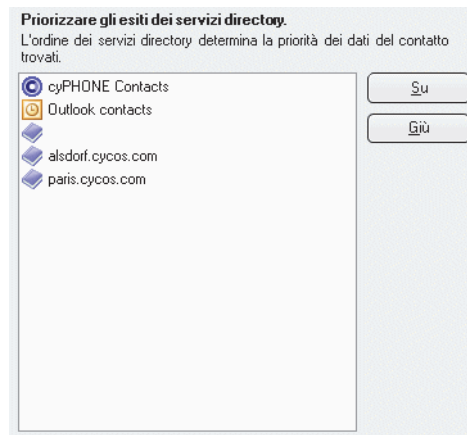 Priorizzare gli esiti dei servizi directory.
L'ordine dei servizi directory determina la priorità dei dati del contatto
trovati.
cyPHONE Contacts
Outlook contacts
alsdorf.cycos.com
paris.cycos.com
Su
Giù